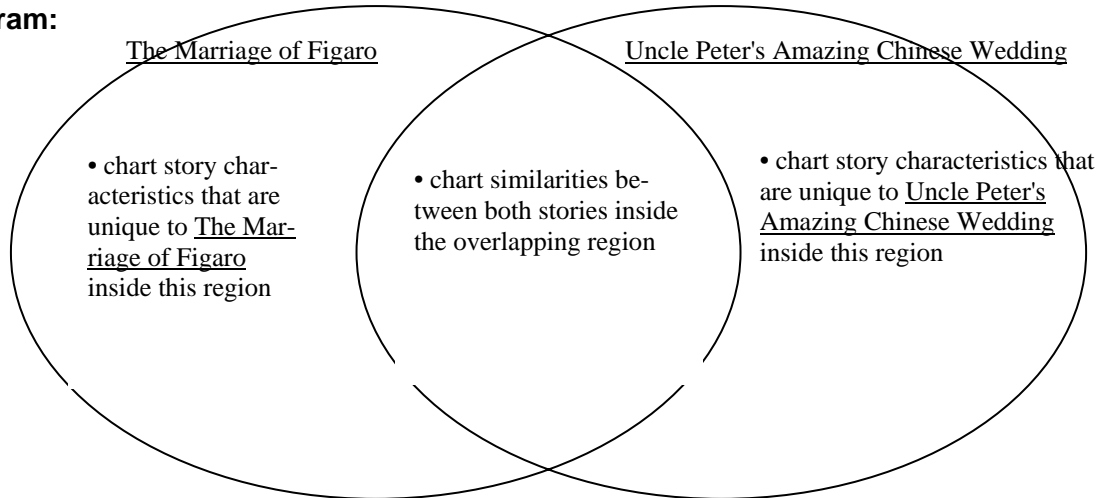 ram:
The Marriage of Figaro
Uncle Peter's Amazing Chinese Wedding
• chart story char-
acteristics that are
unique to The Mar-
riage of Figaro
inside this region
• chart similarities be-
tween both stories inside
the overlapping region
• chart story characteristics that
are unique to Uncle Peter's
Amazing Chinese Wedding
inside this region